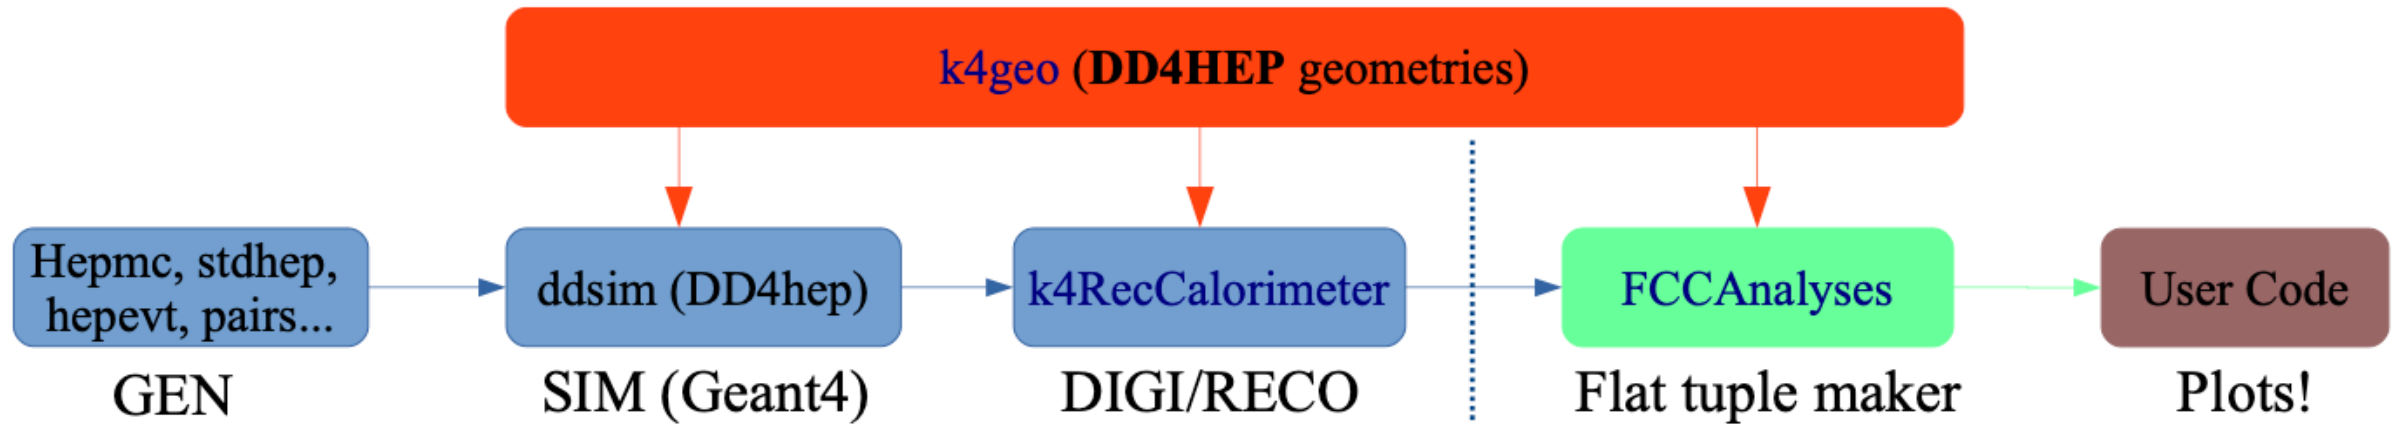 k4geo (DD4HEP geometries)
Hepmc, stdhep,
hepevt, pairs...
ddsim (DD4hep)
k4RecCalorimeter
FCCAnalyses
User Code
GEN
SIM (Geant4)
DIGI/RECO
Flat tuple maker
Plots!